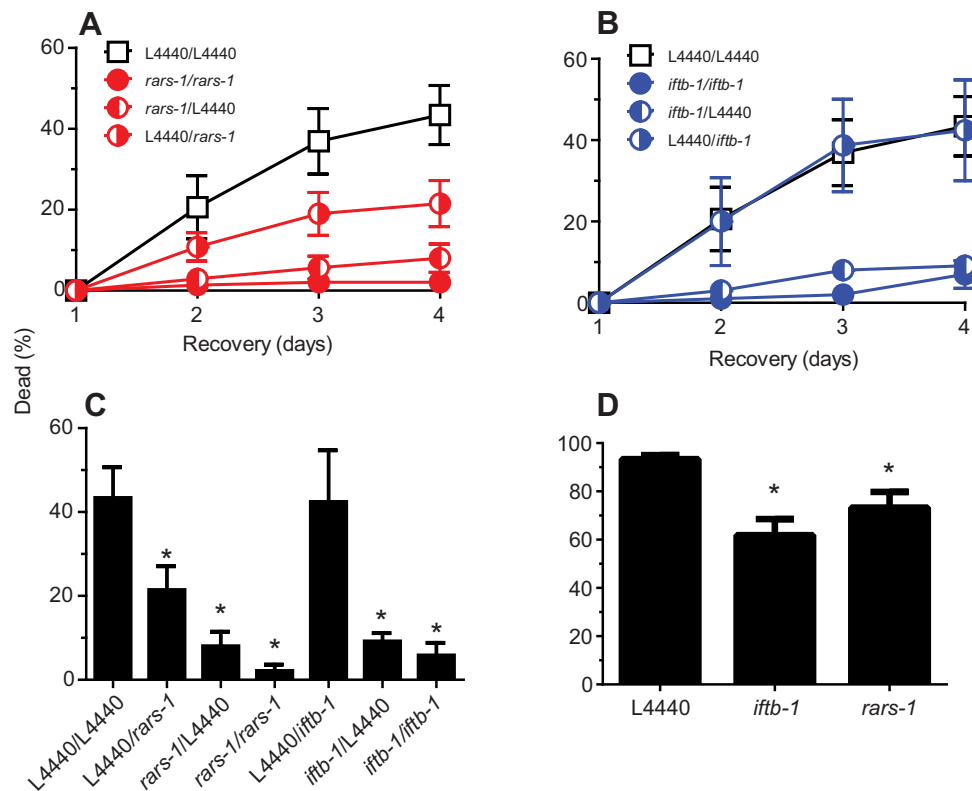 A
L4440/L4440
rars-1/rars-1
rars-1/L4440
L4440/rars-1
60
40
20
0
1 2 3 4
Recovery (days)
B
L4440/L4440
iftb-1/iftb-1
iftb-1/L4440
L4440/iftb-1
60
40
20
0
1 2 3 4
Recovery (days)
Dead (%)
C
60
40
20
0
* * * * *
L4440/L4440
L4440/rars-1
rars-1/L4440
rars-1/rars-1
L4440/iftb-1
iftb-1/L4440
iftb-1/iftb-1
D
100
80
60
40
20
0
* *
L4440 iftb-1 rars-1